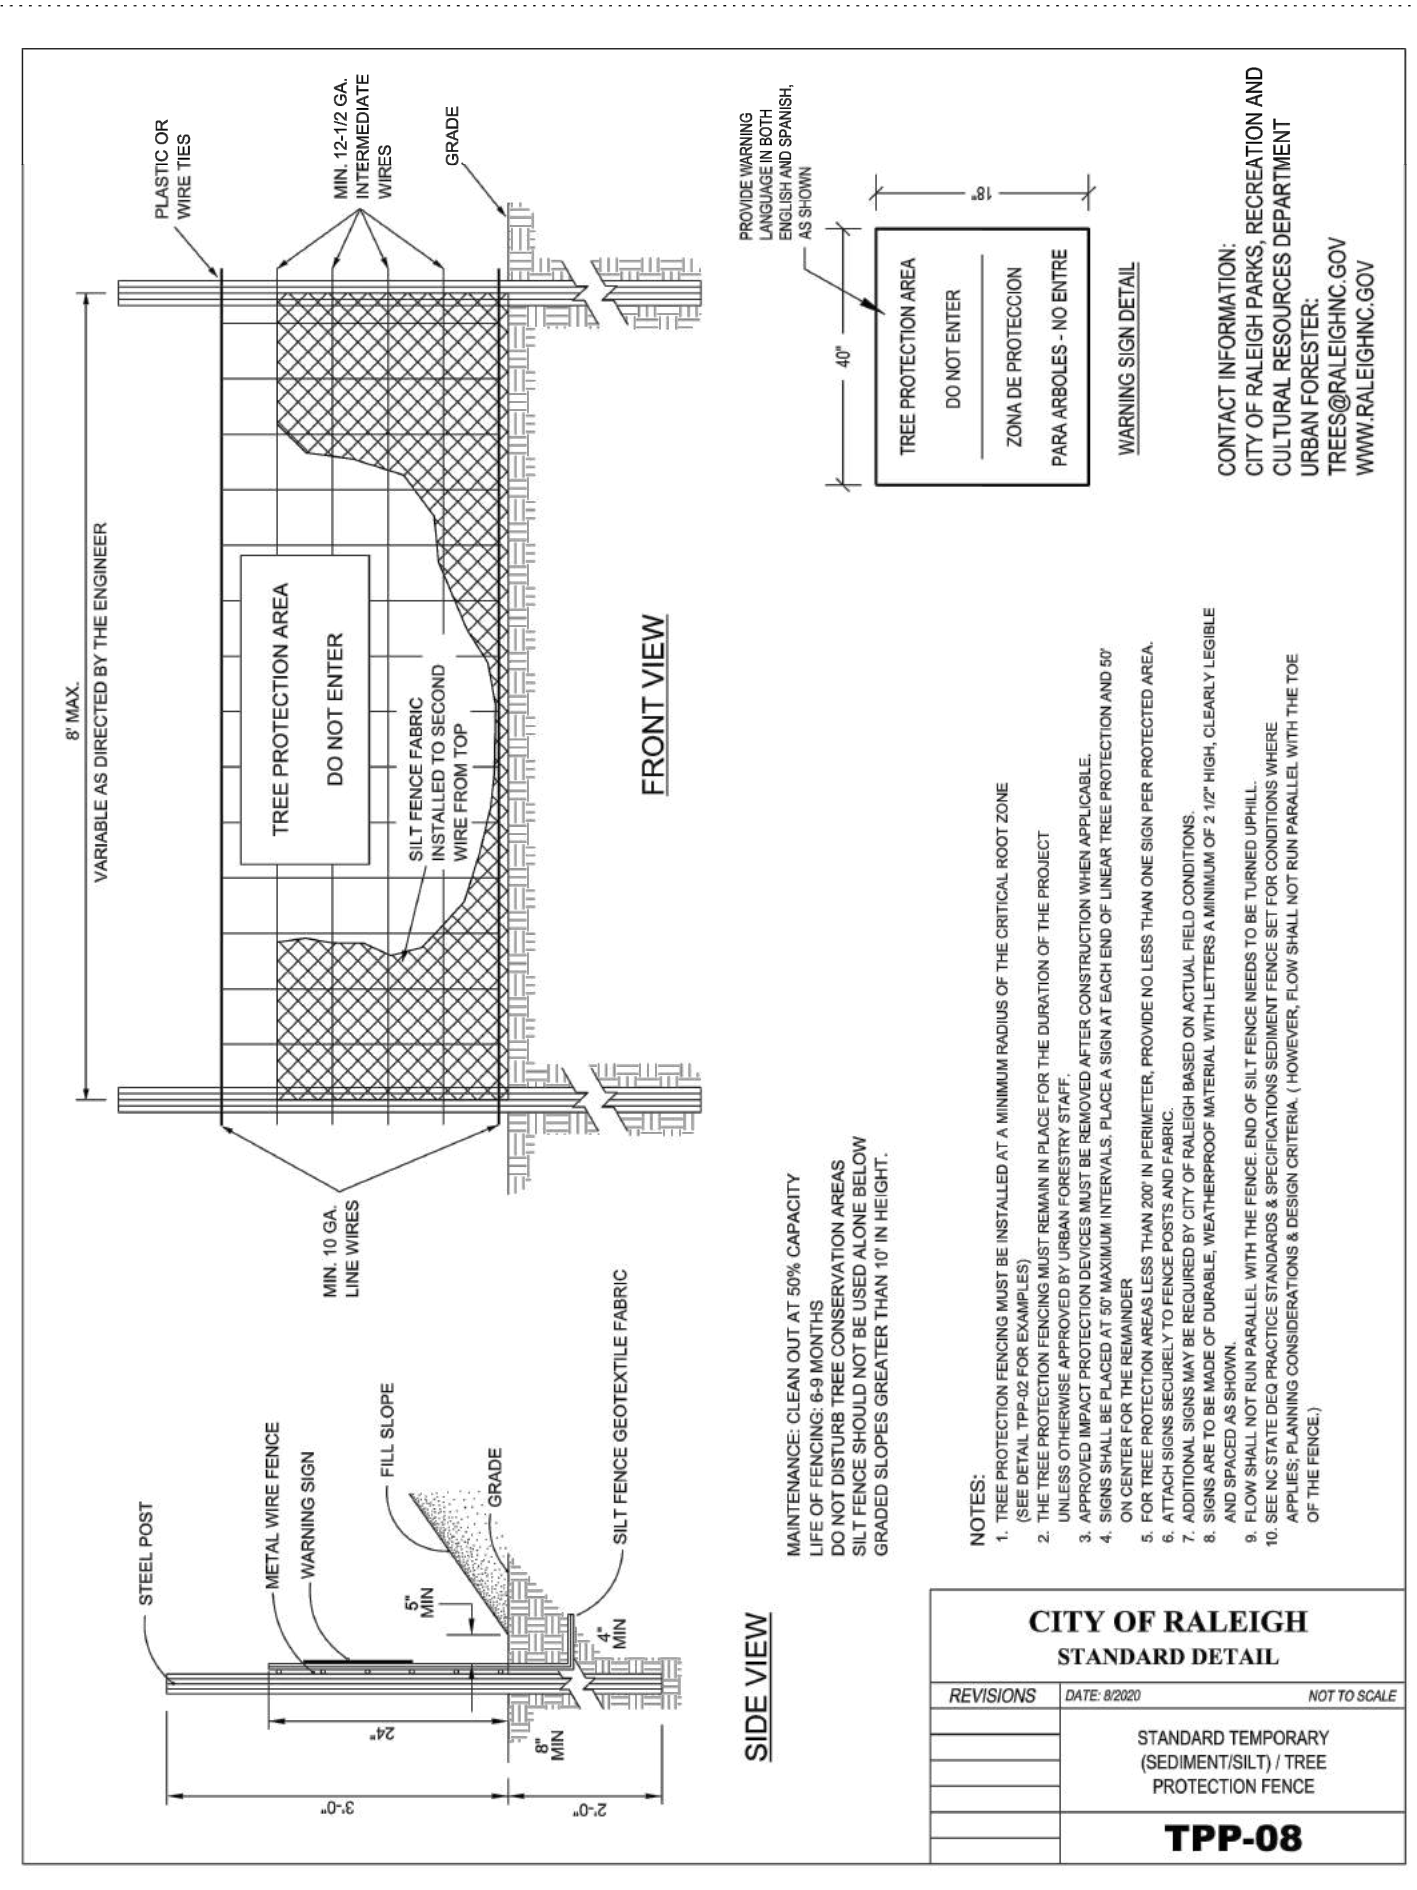 8' MAX.
VARIABLE AS DIRECTED BY THE ENGINEER
PLASTIC OR
WIRE TIES
MIN. 12-1/2 GA.
INTERMEDIATE
WIRES
GRADE
TREE PROTECTION AREA
DO NOT ENTER
SILT FENCE FABRIC
INSTALLED TO SECOND
WIRE FROM TOP
MIN. 10 GA.
LINE WIRES
FRONT VIEW
STEEL POST
METAL WIRE FENCE
WARNING SIGN
FILL SLOPE
GRADE
SILT FENCE GEOTEXTILE FABRIC
5"
MIN
4"
MIN
8"
MIN
24"
3'-0"
2'-0"
SIDE VIEW
PROVIDE WARNING
LANGUAGE IN BOTH
ENGLISH AND SPANISH,
AS SHOWN
40"
18"
TREE PROTECTION AREA
DO NOT ENTER
ZONA DE PROTECCION
PARA ARBOLES - NO ENTRE
WARNING SIGN DETAIL
MAINTENANCE: CLEAN OUT AT 50% CAPACITY
LIFE OF FENCING: 6-9 MONTHS
DO NOT DISTURB TREE CONSERVATION AREAS
SILT FENCE SHOULD NOT BE USED ALONE BELOW
GRADED SLOPES GREATER THAN 10' IN HEIGHT.
NOTES:
1. TREE PROTECTION FENCING MUST BE INSTALLED AT A MINIMUM RADIUS OF THE CRITICAL ROOT ZONE
(SEE DETAIL TPP-02 FOR EXAMPLES)
2. THE TREE PROTECTION FENCING MUST REMAIN IN PLACE FOR THE DURATION OF THE PROJECT
UNLESS OTHERWISE APPROVED BY URBAN FORESTRY STAFF.
3. APPROVED IMPACT PROTECTION DEVICES MUST BE REMOVED AFTER CONSTRUCTION WHEN APPLICABLE.
4. SIGNS SHALL BE PLACED AT 50' MAXIMUM INTERVALS. PLACE A SIGN AT EACH END OF LINEAR TREE PROTECTION AND 50'
ON CENTER FOR THE REMAINDER
5. FOR TREE PROTECTION AREAS LESS THAN 200' IN PERIMETER, PROVIDE NO LESS THAN ONE SIGN PER PROTECTED AREA.
6. ATTACH SIGNS SECURELY TO FENCE POSTS AND FABRIC.
7. ADDITIONAL SIGNS MAY BE REQUIRED BY CITY OF RALEIGH BASED ON ACTUAL FIELD CONDITIONS.
8. SIGNS ARE TO BE MADE OF DURABLE, WEATHERPROOF MATERIAL WITH LETTERS A MINIMUM OF 2 1/2" HIGH, CLEARLY LEGIBLE
AND SPACED AS SHOWN.
9. FLOW SHALL NOT RUN PARALLEL WITH THE FENCE. END OF SILT FENCE NEEDS TO BE TURNED UPHILL.
10. SEE NC STATE DEQ PRACTICE STANDARDS & SPECIFICATIONS SEDIMENT FENCE SET FOR CONDITIONS WHERE
APPLIES; PLANNING CONSIDERATIONS & DESIGN CRITERIA. ( HOWEVER, FLOW SHALL NOT RUN PARALLEL WITH THE TOE
OF THE FENCE.)
CONTACT INFORMATION:
CITY OF RALEIGH PARKS, RECREATION AND
CULTURAL RESOURCES DEPARTMENT
URBAN FORESTER:
TREES@RALEIGHNC.GOV
WWW.RALEIGHNC.GOV
CITY OF RALEIGH
STANDARD DETAIL
REVISIONS
DATE: 8/2020
NOT TO SCALE
STANDARD TEMPORARY
(SEDIMENT/SILT) / TREE
PROTECTION FENCE
TPP-08